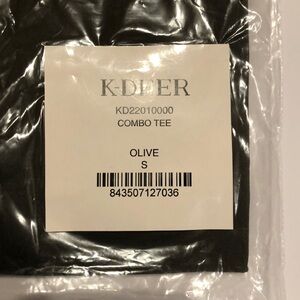 K-DEER
KD22010000
COMBO TEE
OLIVE
S
843507127036